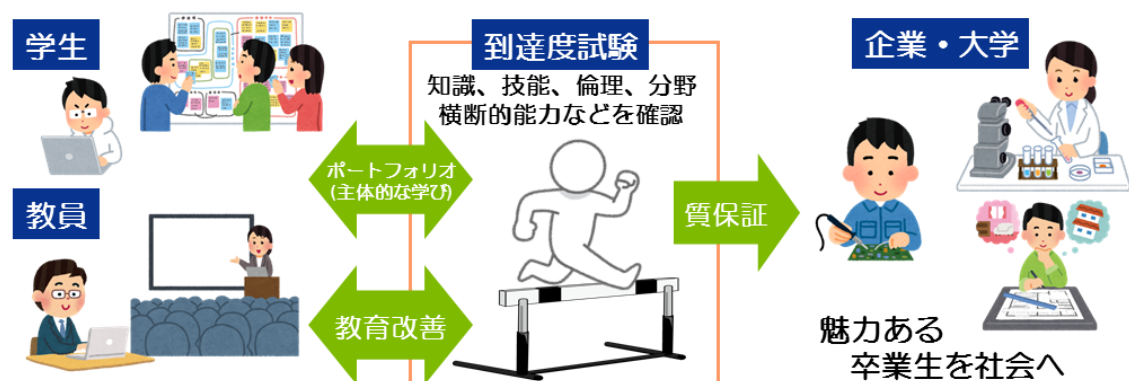 学生
教員
ポートフォリオ
(主体的な学び)
教育改善
到達度試験
知識、技能、倫理、分野
横断的能力などを確認
質保証
企業・大学
魅力ある
卒業生を社会へ